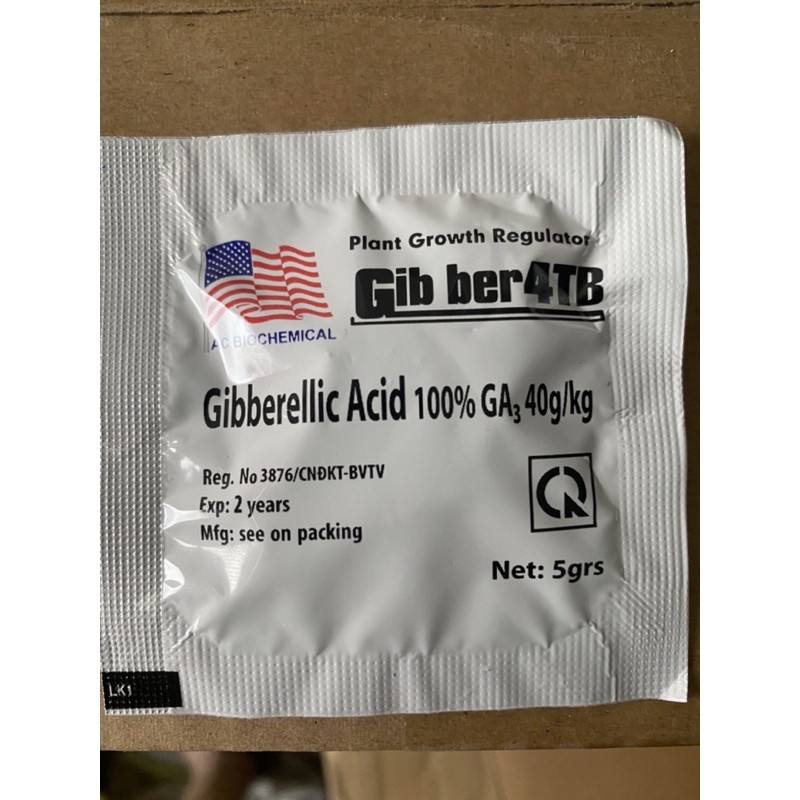 Plant Growth Regulator
Gib ber4TB
AC BIOCHEMICAL
Gibberellic Acid 100% GA₃ 40g/kg
Reg. No 3876/CNĐKT-BVTV
Exp: 2 years
Mfg: see on packing
Net: 5grs
LK1